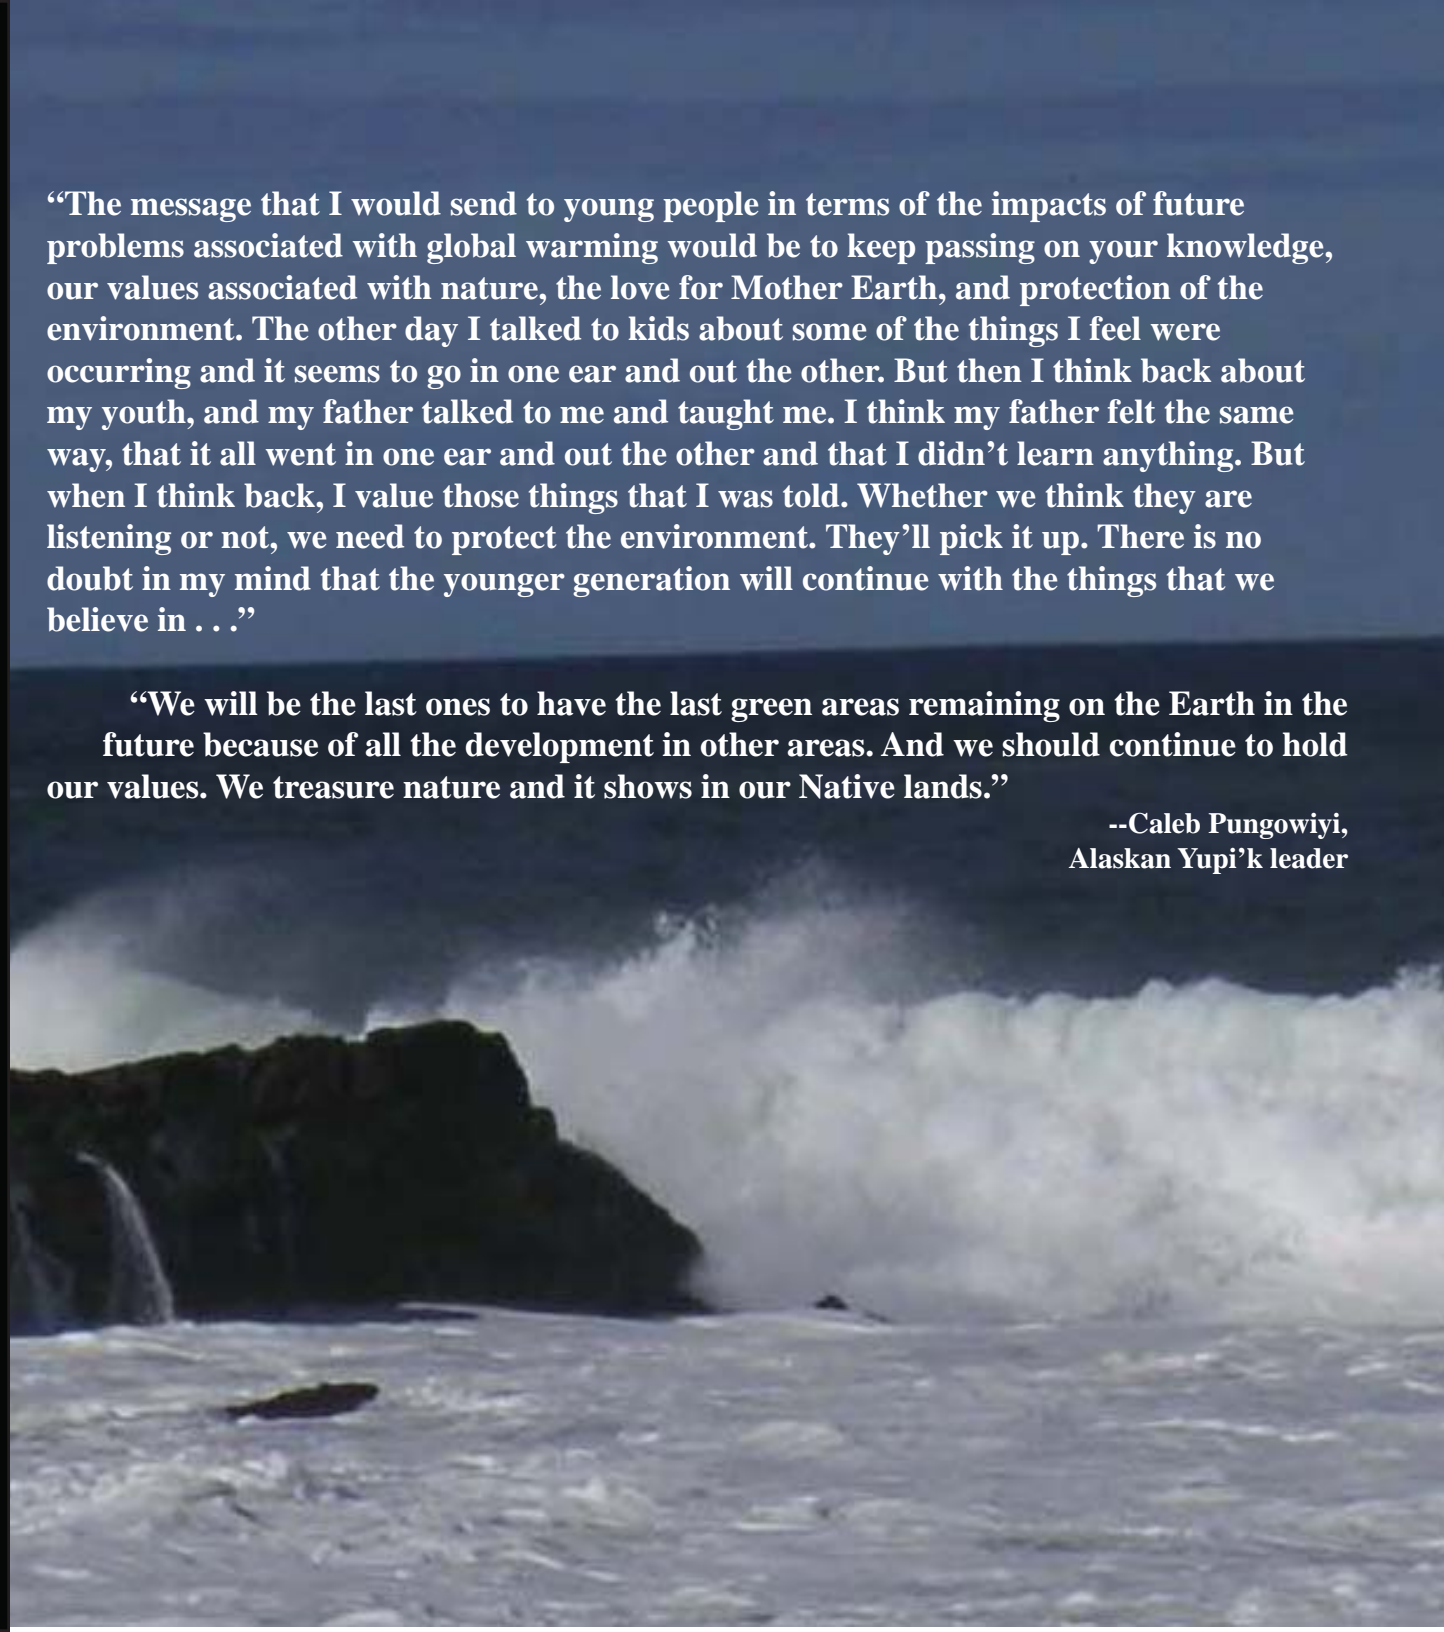 “The message that I would send to young people in terms of the impacts of future
problems associated with global warming would be to keep passing on your knowledge,
our values associated with nature, the love for Mother Earth, and protection of the
environment. The other day I talked to kids about some of the things I feel were
occurring and it seems to go in one ear and out the other. But then I think back about
my youth, and my father talked to me and taught me. I think my father felt the same
way, that it all went in one ear and out the other and that I didn’t learn anything. But
when I think back, I value those things that I was told. Whether we think they are
listening or not, we need to protect the environment. They’ll pick it up. There is no
doubt in my mind that the younger generation will continue with the things that we
believe in . . .”
“We will be the last ones to have the last green areas remaining on the Earth in the
future because of all the development in other areas. And we should continue to hold
our values. We treasure nature and it shows in our Native lands.”
--Caleb Pungowiyi,
Alaskan Yupi’k leader